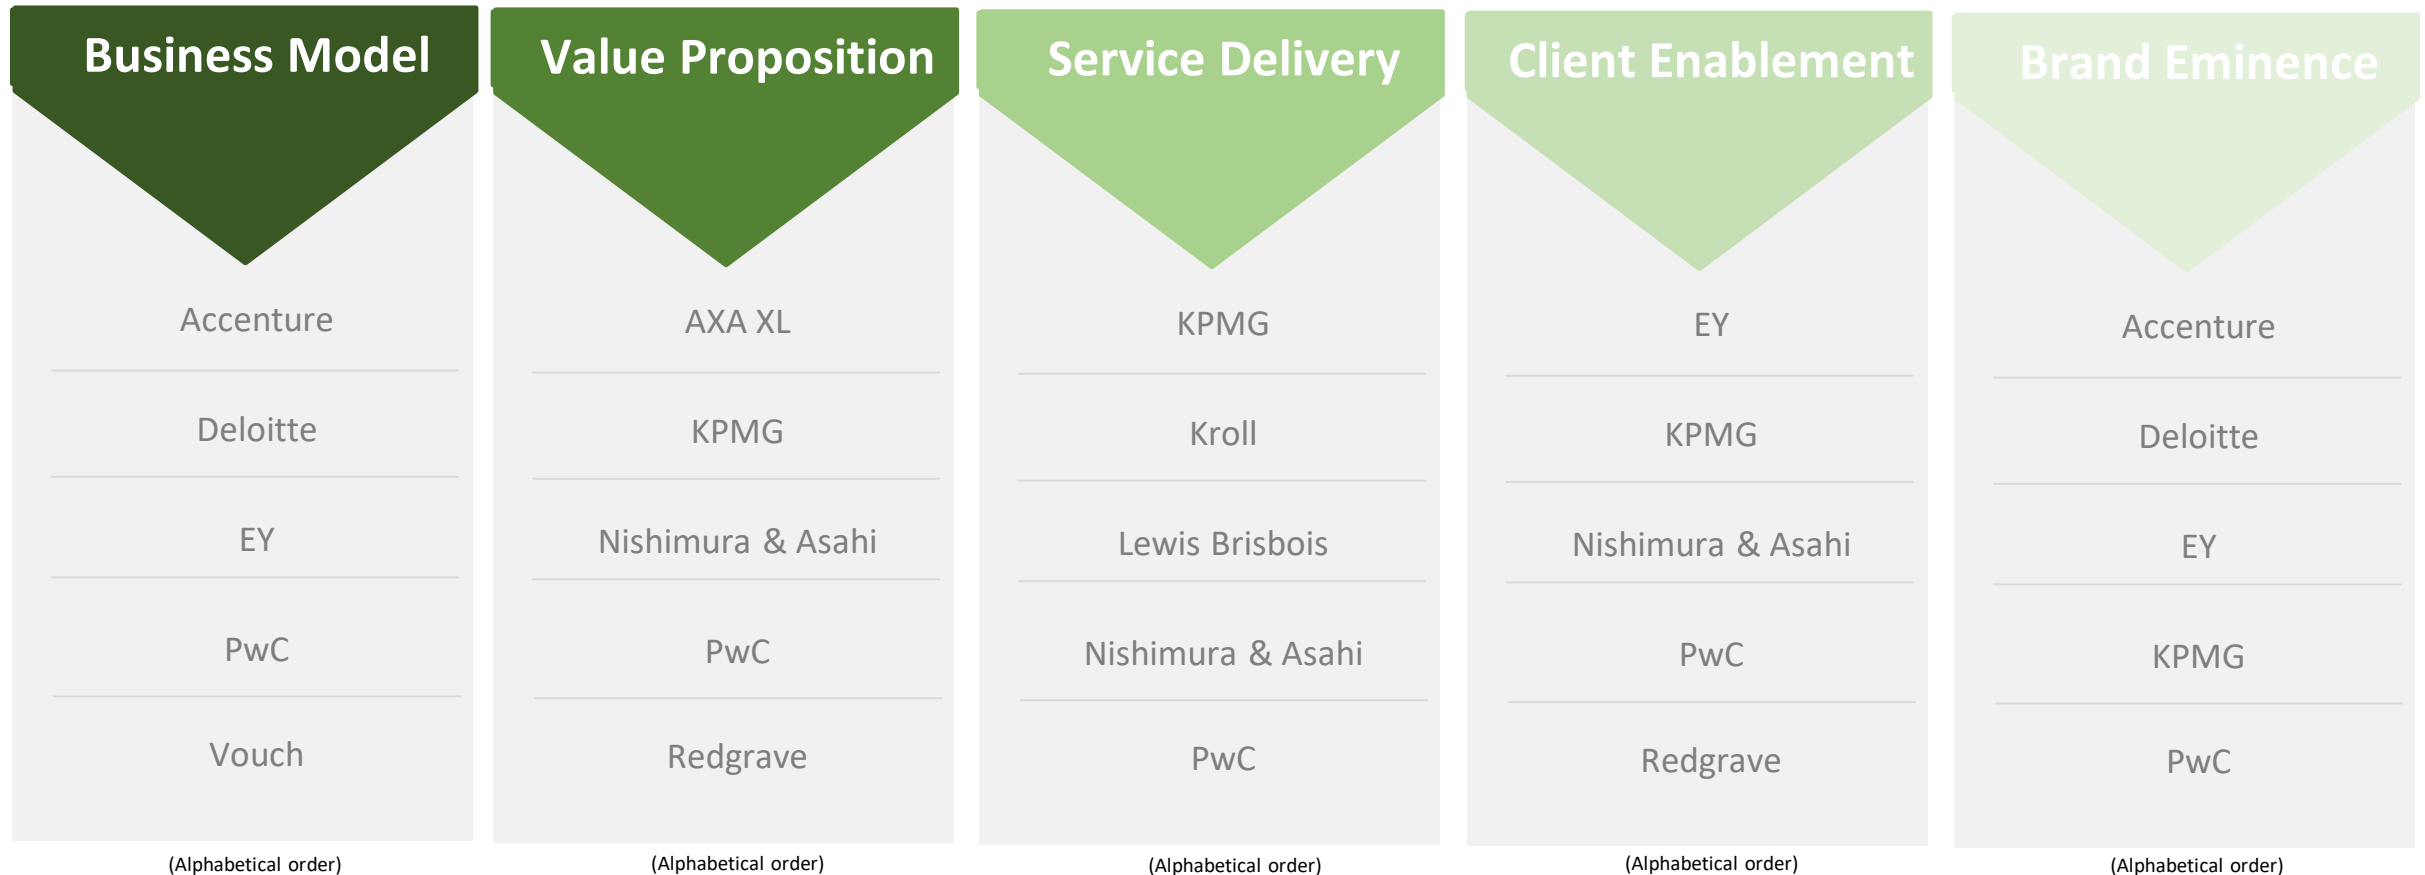 Business Model
Accenture
Deloitte
EY
PwC
Vouch
(Alphabetical order)
Value Proposition
AXA XL
KPMG
Nishimura & Asahi
PwC
Redgrave
(Alphabetical order)
Service Delivery
KPMG
Kroll
Lewis Brisbois
Nishimura & Asahi
PwC
(Alphabetical order)
Client Enablement
EY
KPMG
Nishimura & Asahi
PwC
Redgrave
(Alphabetical order)
Brand Eminence
Accenture
Deloitte
EY
KPMG
PwC
(Alphabetical order)